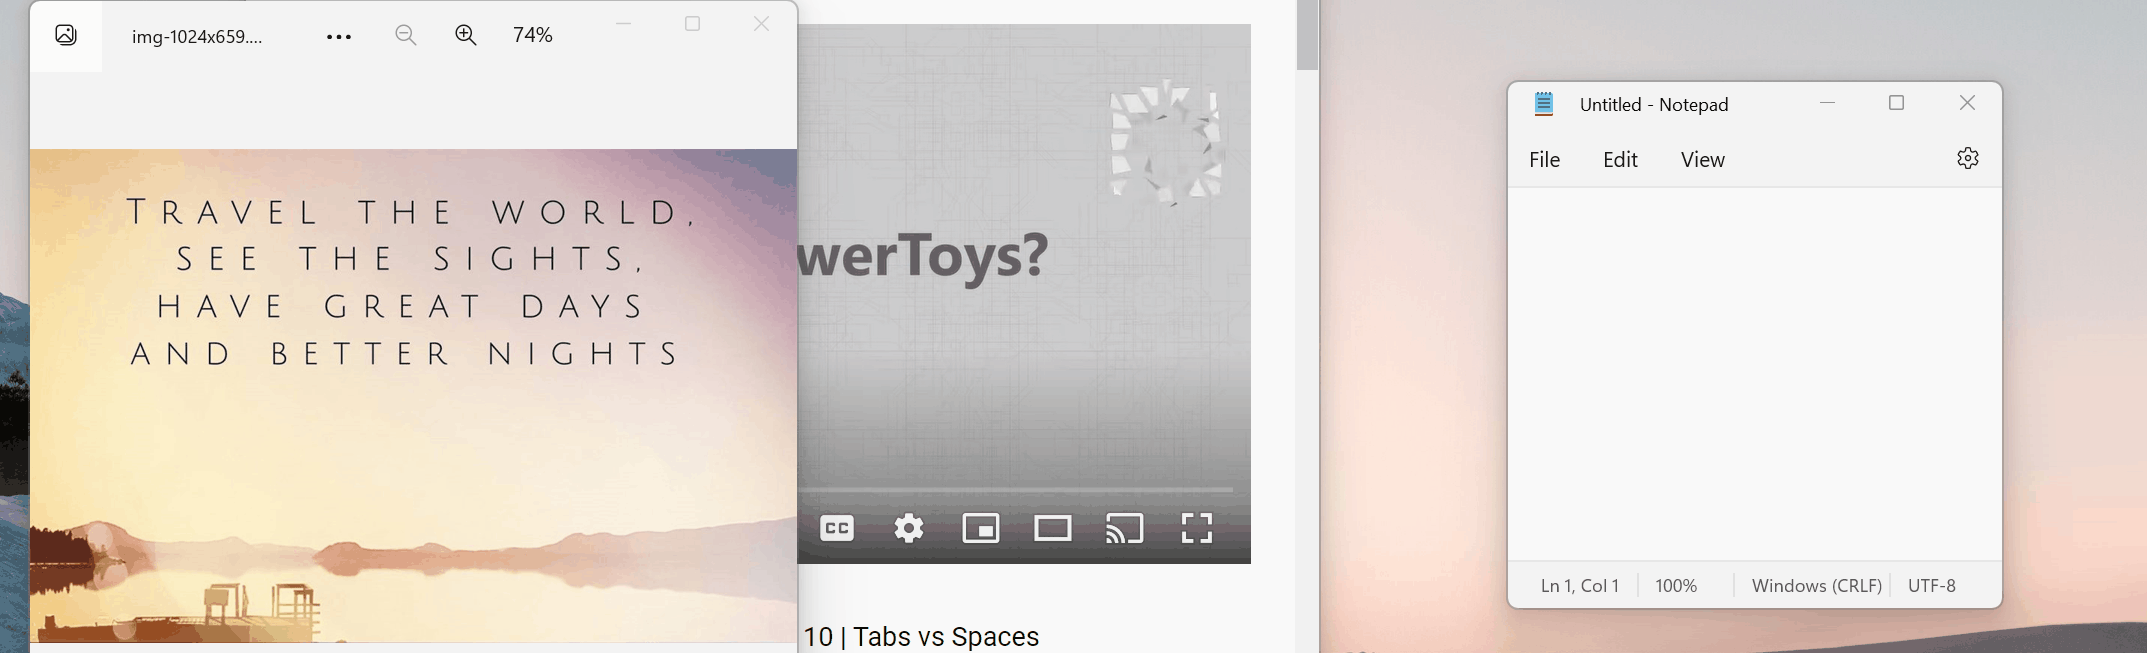 img-1024x659....
74%
TRAVEL THE WORLD,
SEE THE SIGHTS,
HAVE GREAT DAYS
AND BETTER NIGHTS
werToys?
CC
10 | Tabs vs Spaces
Untitled - Notepad
File Edit View
Ln 1, Col 1 100% Windows (CRLF) UTF-8